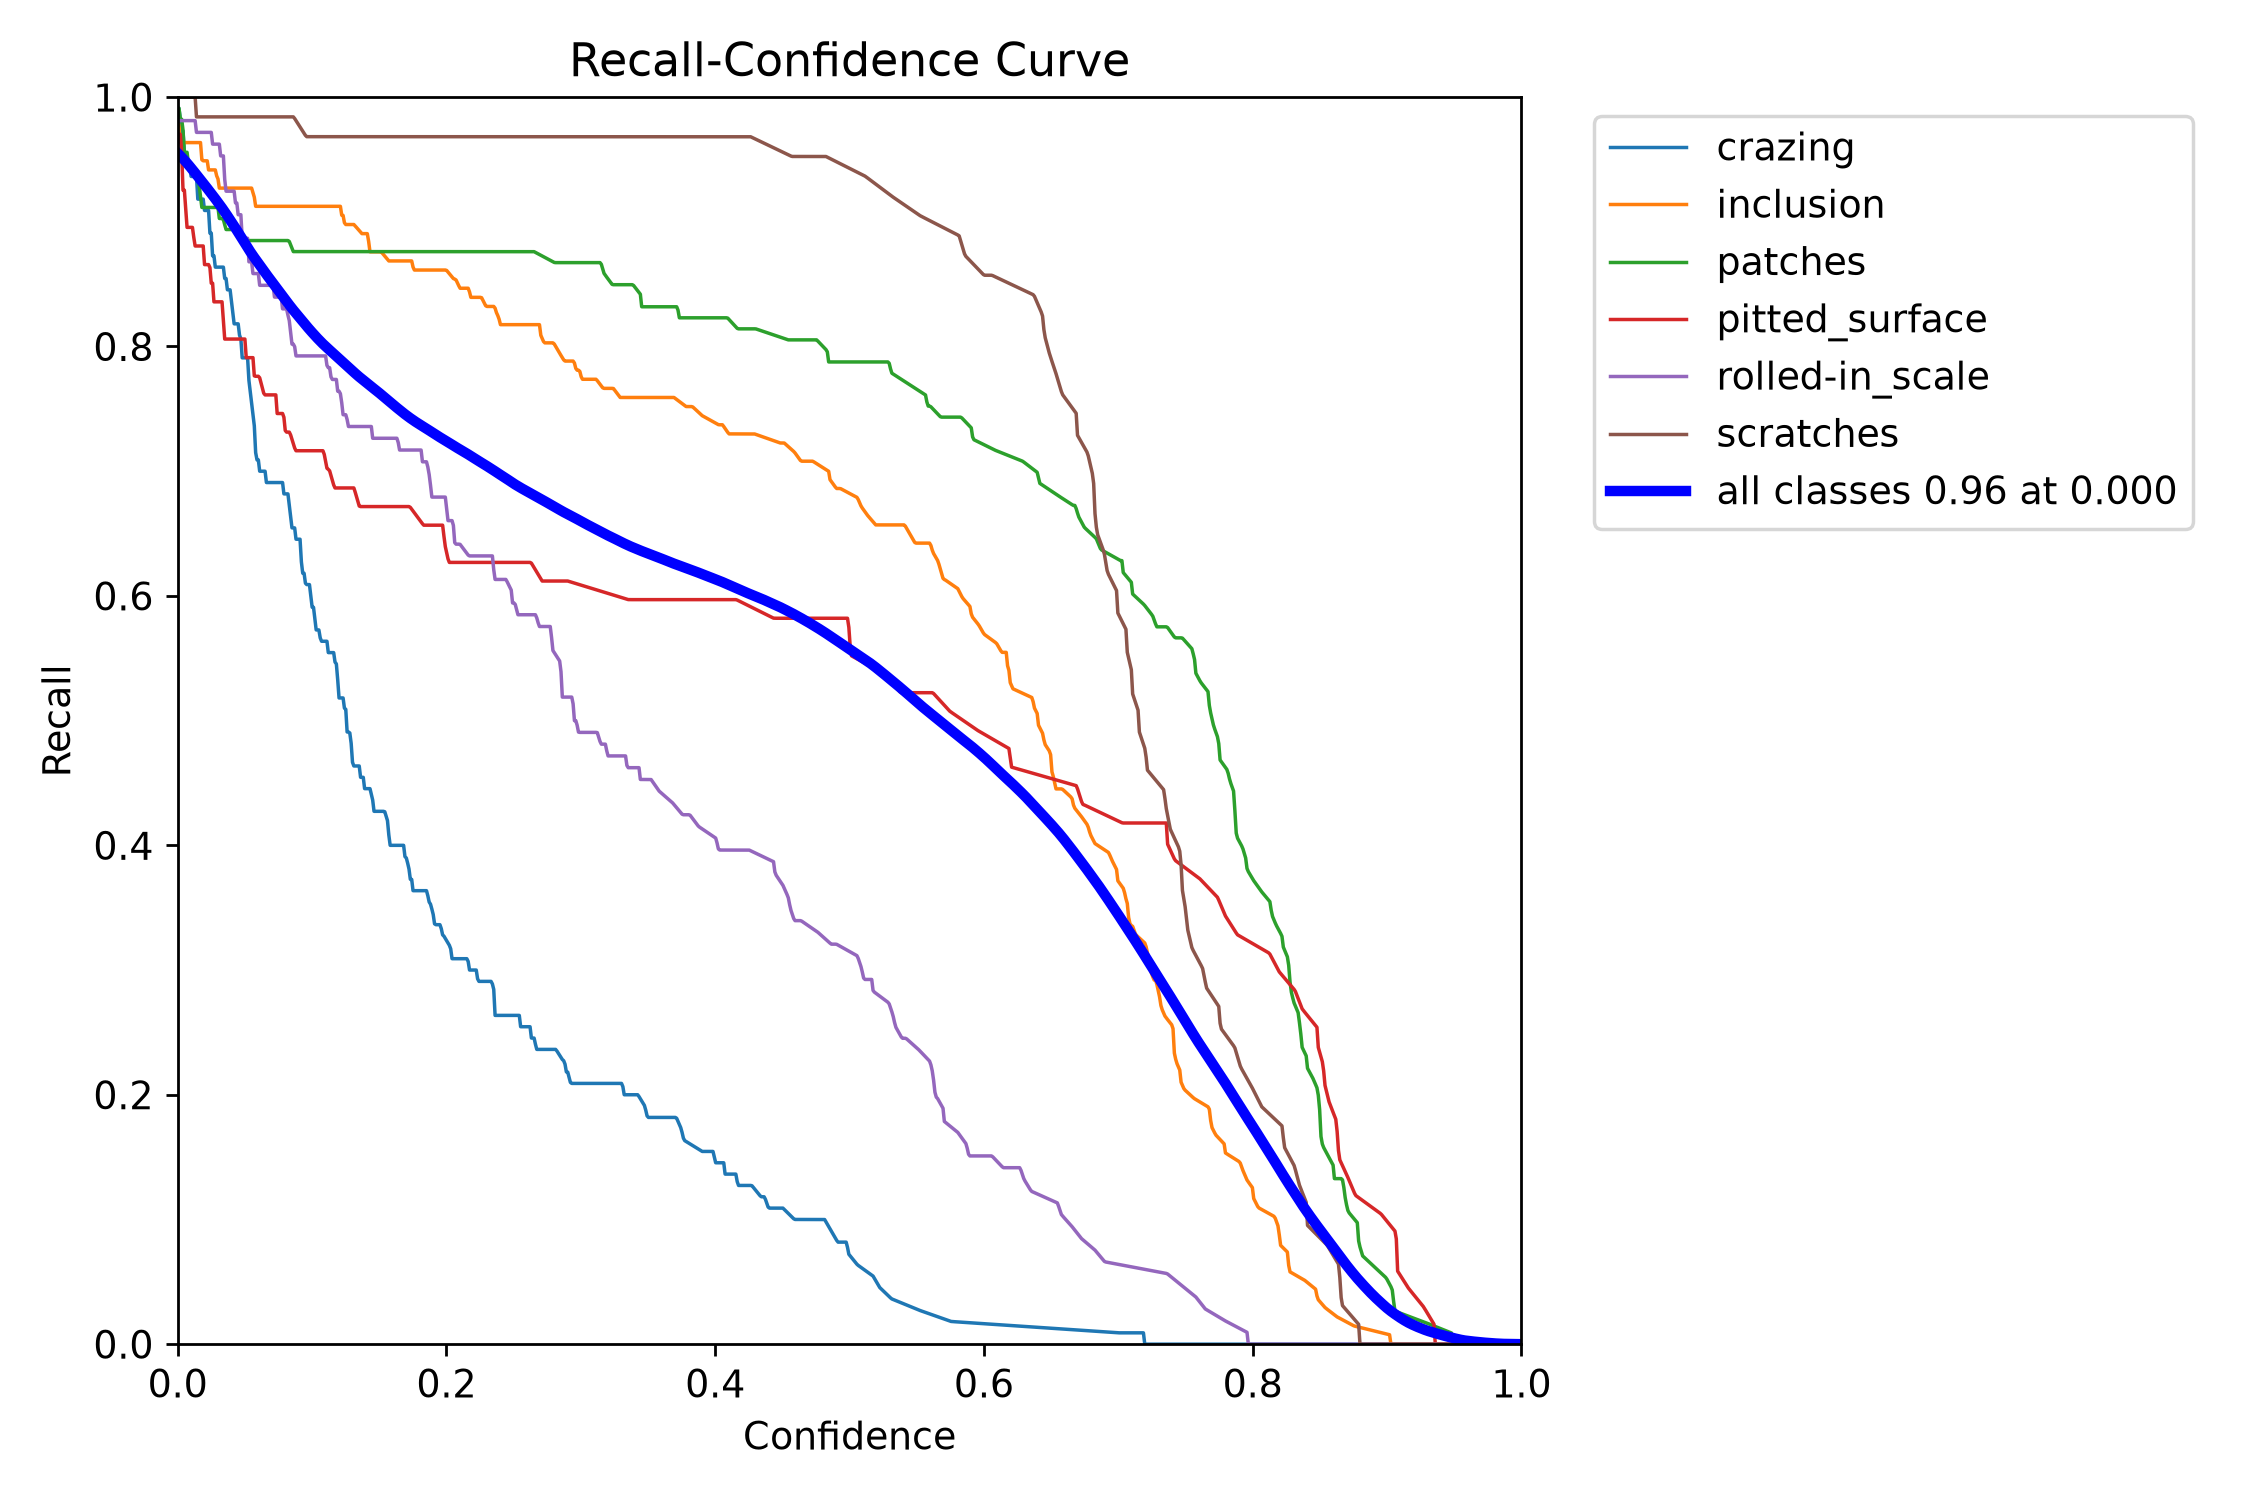 Recall-Confidence Curve
1.0
0.8
0.6
0.4
0.2
0.0
Recall
0.0 0.2 0.4 0.6 0.8 1.0
Confidence
crazing
inclusion
patches
pitted_surface
rolled-in_scale
scratches
all classes 0.96 at 0.000